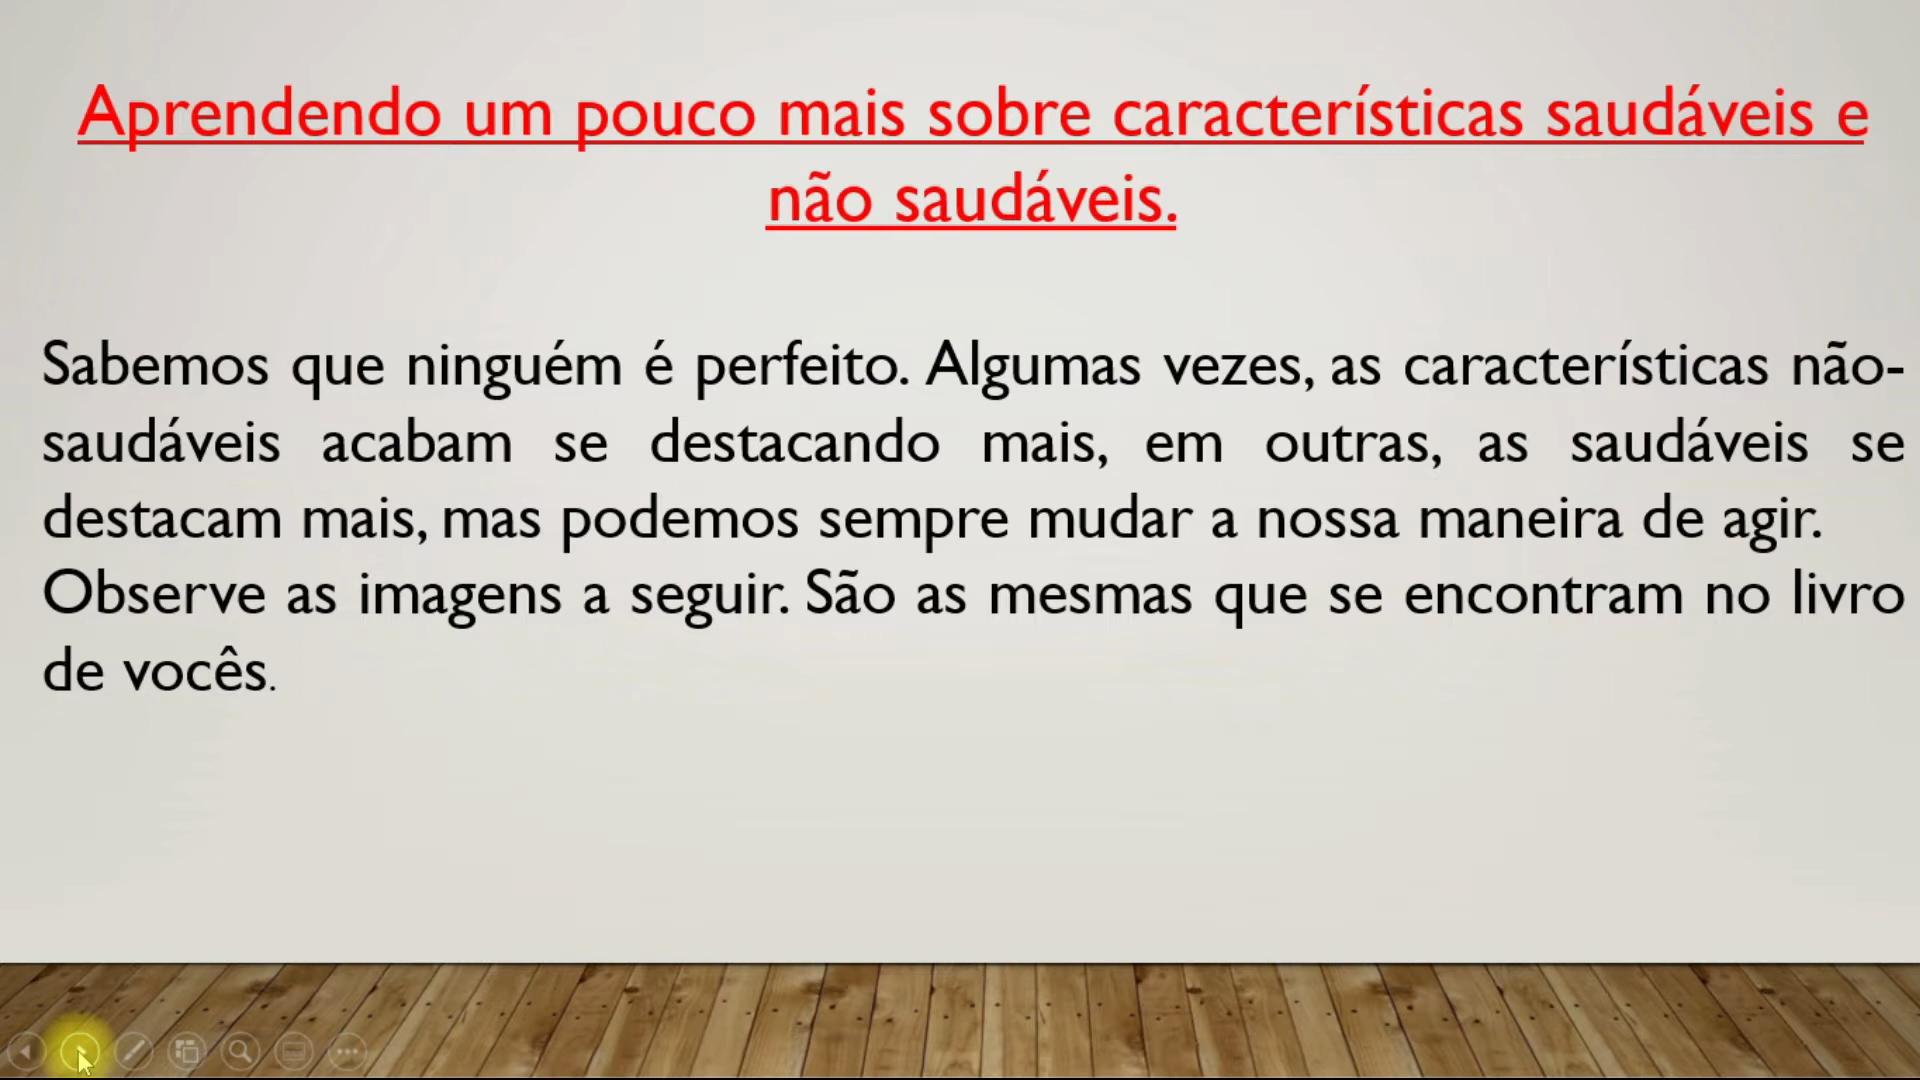 Aprendendo um pouco mais sobre características saudáveis e
não saudáveis.
Sabemos que ninguém é perfeito. Algumas vezes, as características não-
saudáveis acabam se destacando mais, em outras, as saudáveis se
destacam mais, mas podemos sempre mudar a nossa maneira de agir.
Observe as imagens a seguir. São as mesmas que se encontram no livro
de vocês.